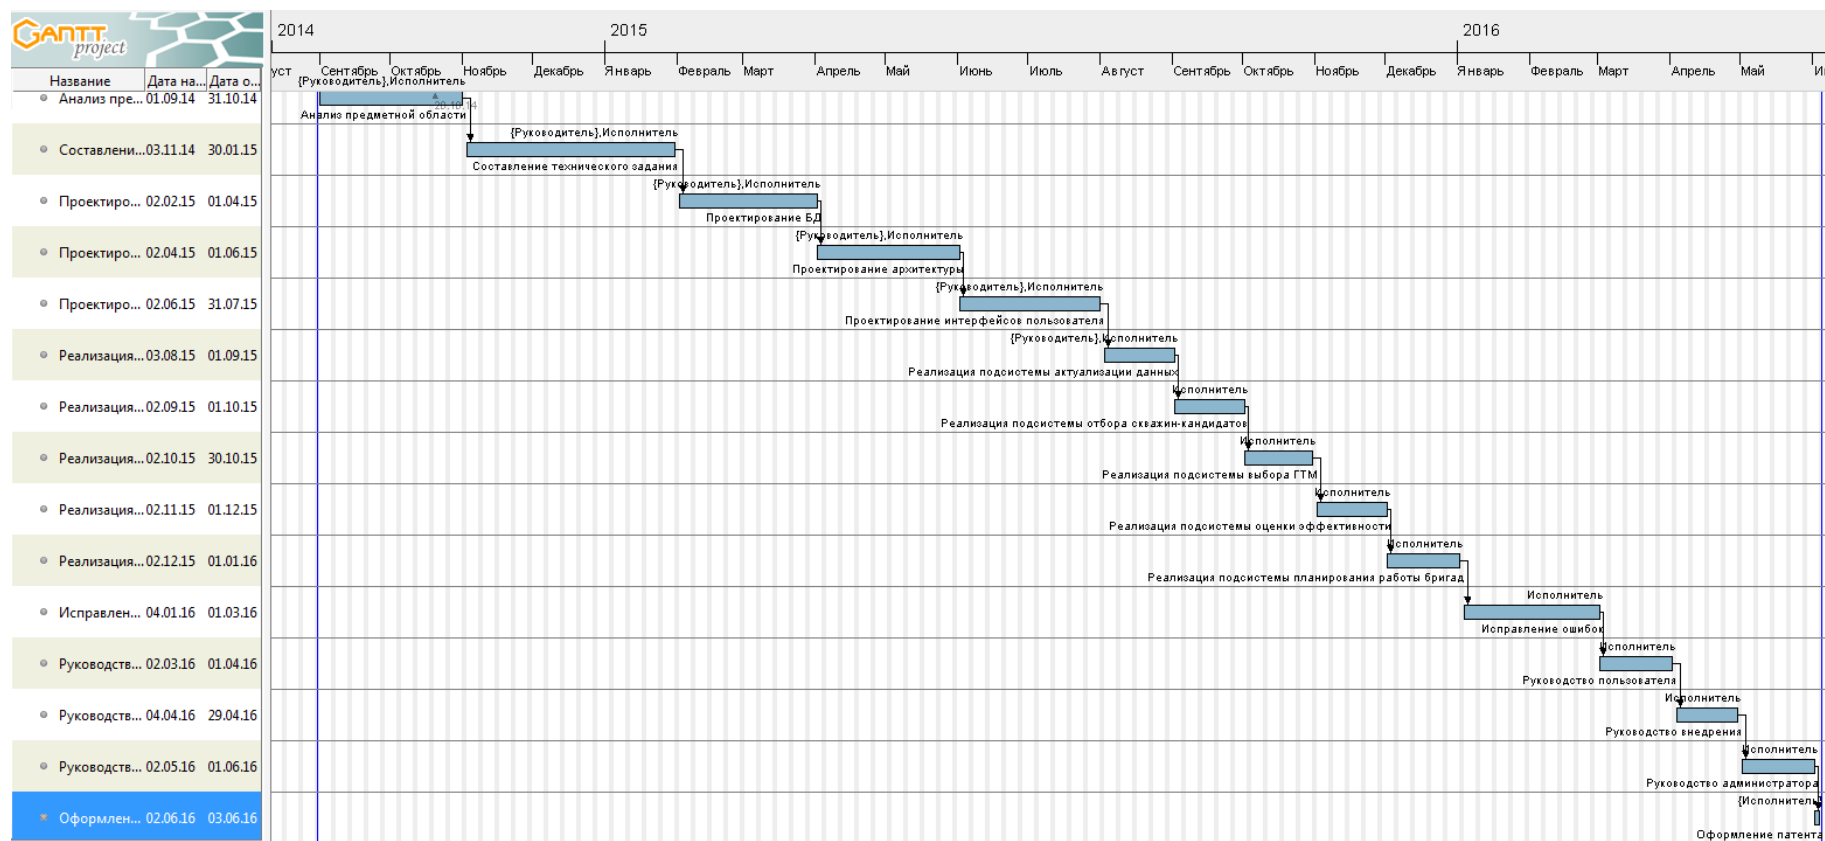 GANTT project
2014 2015 2016
Название Дата на... Дата о...
уст Сентябрь Октябрь Ноябрь Декабрь Январь Февраль Март Апрель Май Июнь Июль Август Сентябрь Октябрь Ноябрь Декабрь Январь Февраль Март Апрель Май И
{Руководитель},Исполнитель
Анализ пре... 01.09.14 31.10.14
20.10.14
Анализ предметной области
{Руководитель},Исполнитель
Составлени... 03.11.14 30.01.15
Составление технического задания
{Руководитель},Исполнитель
Проектиро... 02.02.15 01.04.15
Проектирование БД
{Руководитель},Исполнитель
Проектиро... 02.04.15 01.06.15
Проектирование архитектуры
{Руководитель},Исполнитель
Проектиро... 02.06.15 31.07.15
Проектирование интерфейсов пользователя
{Руководитель},Исполнитель
Реализация... 03.08.15 01.09.15
Реализация подсистемы актуализации данных
Исполнитель
Реализация... 02.09.15 01.10.15
Реализация подсистемы отбора скважин-кандидатов
Исполнитель
Реализация... 02.10.15 30.10.15
Реализация подсистемы выбора ГТМ
Исполнитель
Реализация... 02.11.15 01.12.15
Реализация подсистемы оценки эффективности
Исполнитель
Реализация... 02.12.15 01.01.16
Реализация подсистемы планирования работы бригад
Исполнитель
Исправлен... 04.01.16 01.03.16
Исправление ошибок
Исполнитель
Руководств... 02.03.16 01.04.16
Руководство пользователя
Исполнитель
Руководств... 04.04.16 29.04.16
Руководство внедрения
Исполнитель
Руководств... 02.05.16 01.06.16
Руководство администратора
{Исполнитель}
Оформлен... 02.06.16 03.06.16
Оформление патента